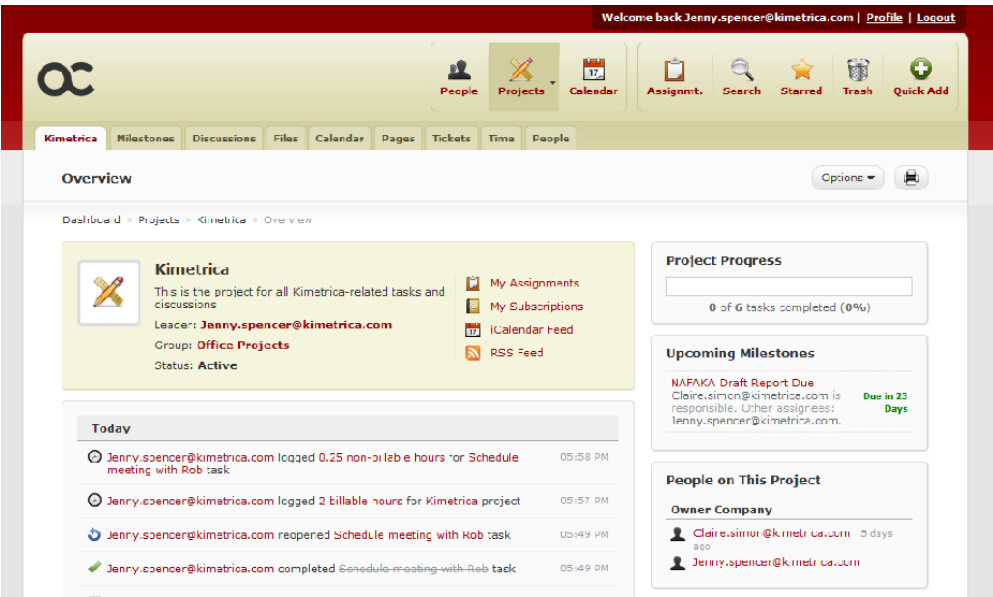 Welcome back Jenny.spencer@kimetrica.com | Profile | Logout
ac
People Projects Calendar Assignmt. Search Starred Trash Quick Add
17
Kimetrica Milestones Discussions Files Calendar Pages Tickets Time People
Overview
Options
Dashboard » Projects » Kimetrica » Overview
Kimetrica
This is the project for all Kimetrica-related tasks and
discussions
Leader: Jenny.spencer@kimetrica.com
Group: Office Projects
Status: Active
My Assignments
My Subscriptions
17
iCalendar Feed
RSS Feed
Project Progress
0 of 6 tasks completed (0%)
Upcoming Milestones
NAFAKA Draft Report Due
Claire.simon@kimetrica.com is
responsible. Other assignees:
Jenny.spencer@kimetrica.com.
Due in 23
Days
Today
Jenny.spencer@kimetrica.com logged 0.25 non-billable hours for Schedule
meeting with Rob task
05:58 PM
Jenny.spencer@kimetrica.com logged 2 billable hours for Kimetrica project
05:57 PM
Jenny.spencer@kimetrica.com reopened Schedule meeting with Rob task
05:49 PM
Jenny.spencer@kimetrica.com completed Schedule meeting with Rob task
05:49 PM
People on This Project
Owner Company
Claire.simon@kimetrica.com 5 days
ago
Jenny.spencer@kimetrica.com